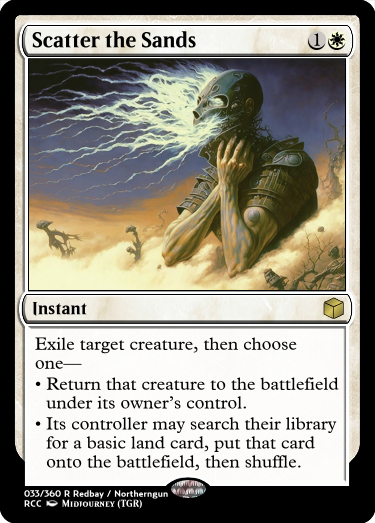 Scatter the Sands 1
Instant
Exile target creature, then choose
one—
• Return that creature to the battlefield
under its owner's control.
• Its controller may search their library
for a basic land card, put that card
onto the battlefield, then shuffle.
033/360 R Redbay / Northerngun
RCC Midjourney (TGR)